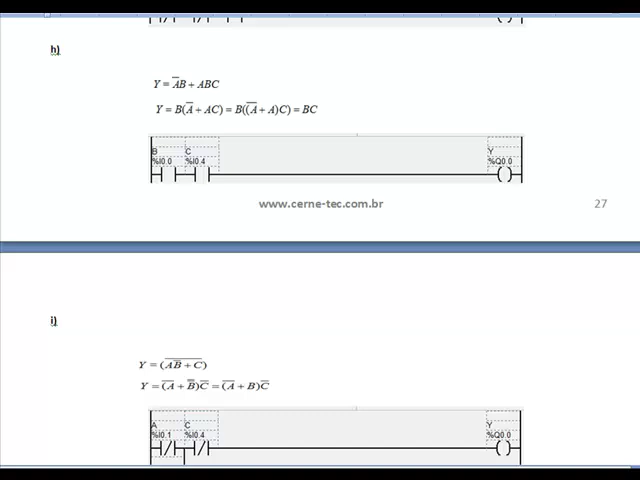 h)
Y = A̅B + ABC
Y = B(A̅ + AC) = B((A̅ + A)C) = BC
B C Y
%I0.0 %I0.4 %Q0.0
www.cerne-tec.com.br 27
i)
Y = (\overline{AB̅ + C})
Y = (A̅ + B̿)C̅ = (A̅ + B)C̅
A C Y
%I0.1 %I0.4 %Q0.0